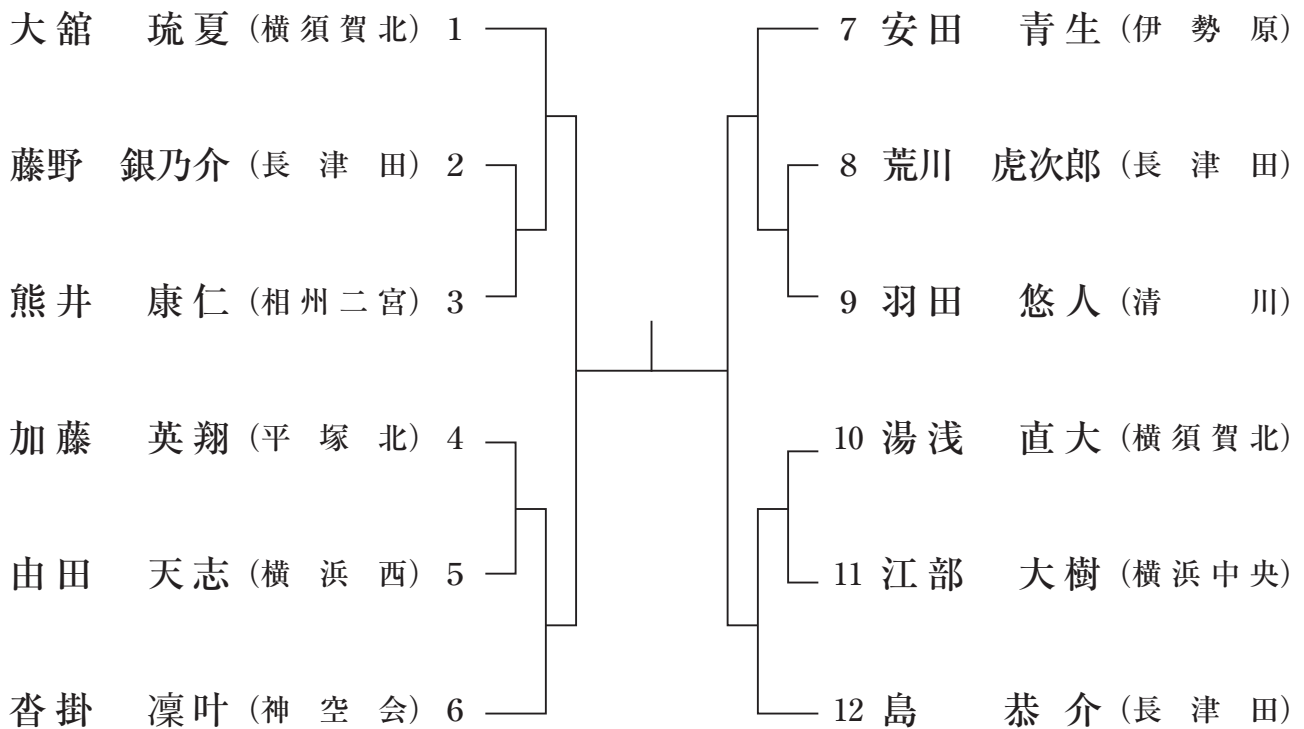 大舘 琉夏 (横須賀北) 1
藤野 銀乃介 (長津田) 2
熊井 康仁 (相州二宮) 3
加藤 英翔 (平塚北) 4
由田 天志 (横浜西) 5
沓掛 凜叶 (神空会) 6
7 安田 青生 (伊勢原)
8 荒川 虎次郎 (長津田)
9 羽田 悠人 (清川)
10 湯浅 直大 (横須賀北)
11 江部 大樹 (横浜中央)
12 島 恭介 (長津田)